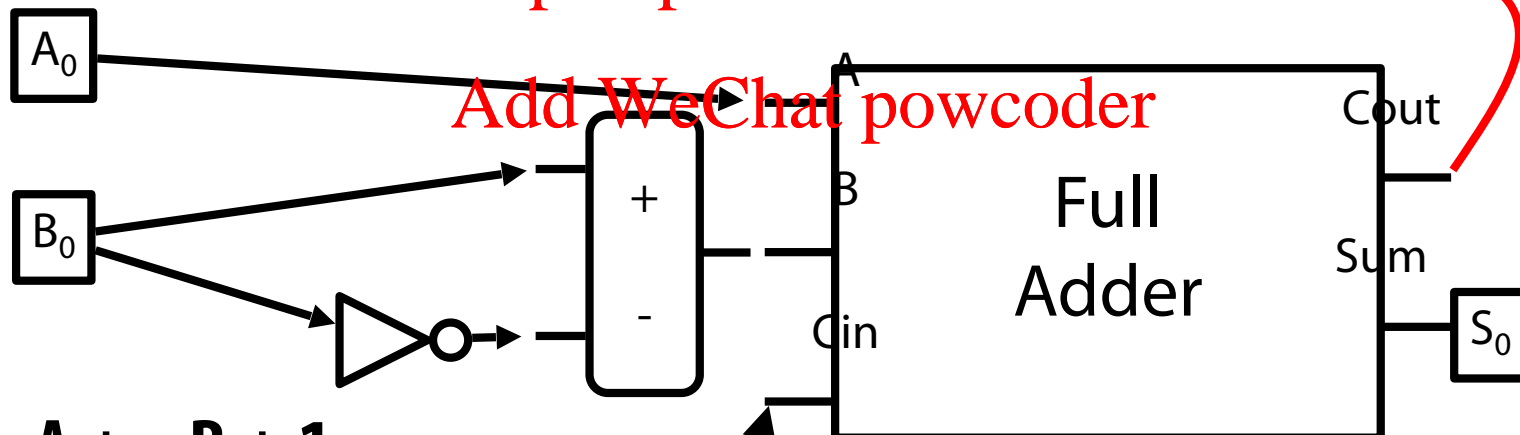 A₀
A
Add WeChat powcoder
Cout
B
+
Full
B₀
Sum
Adder
-
Cin
S₀